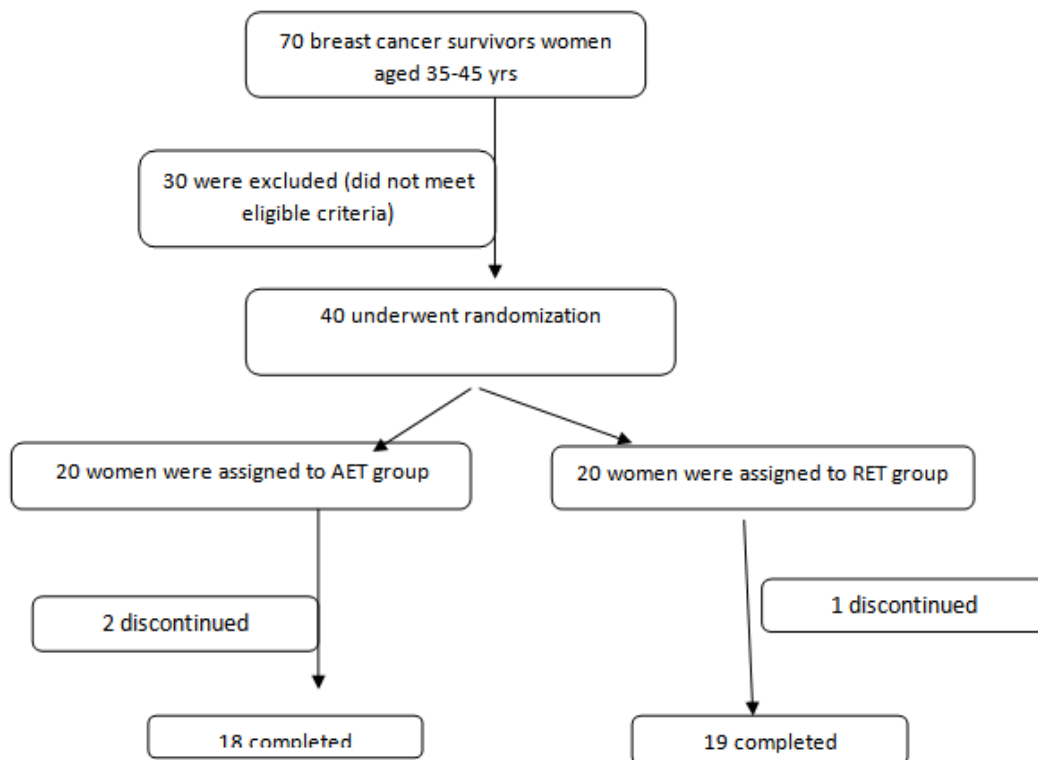 70 breast cancer survivors women
aged 35-45 yrs
30 were excluded (did not meet
eligible criteria)
40 underwent randomization
20 women were assigned to AET group
20 women were assigned to RET group
2 discontinued
1 discontinued
18 completed
19 completed